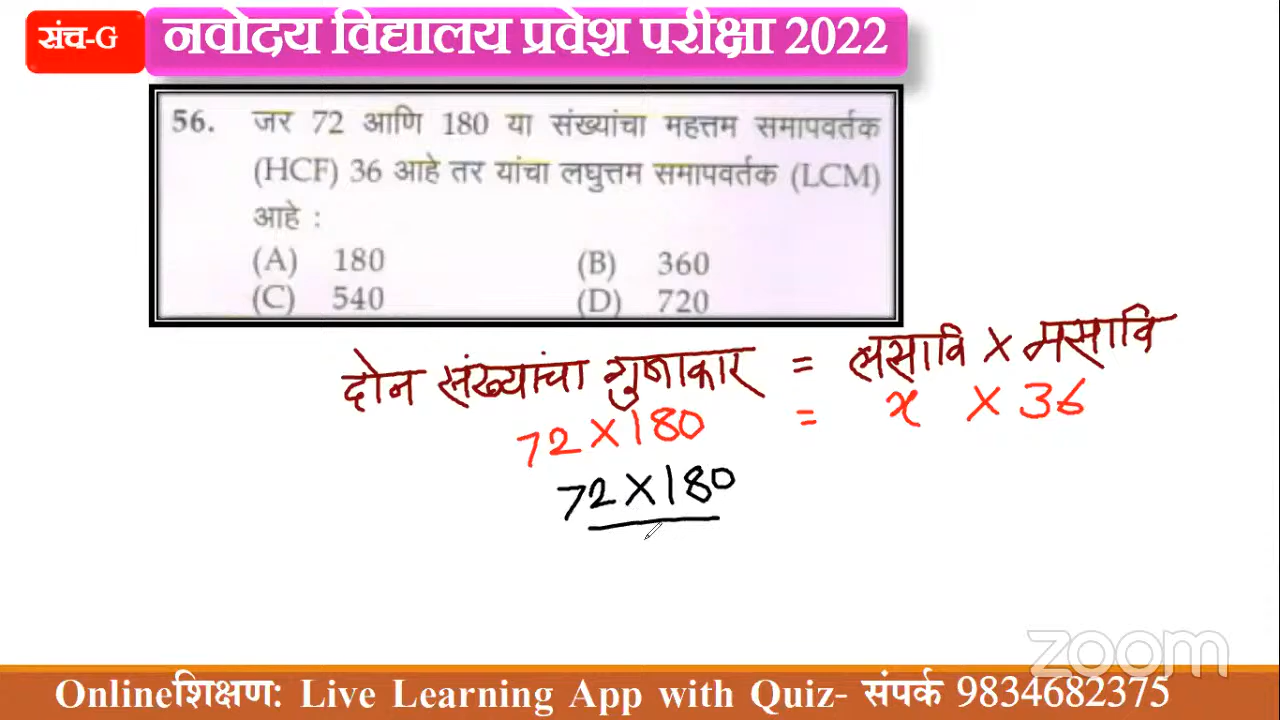 संच-G
नवोदय विद्यालय प्रवेश परीक्षा 2022
56. जर 72 आणि 180 या संख्यांचा महत्तम समापवर्तक
(HCF) 36 आहे तर यांचा लघुत्तम समापवर्तक (LCM)
आहे :
(A) 180 (B) 360
(C) 540 (D) 720
दोन संख्यांचा गुणाकार = लसावि × मसावि
72 × 180 = x × 36
72 × 180
zoom
Onlineशिक्षण: Live Learning App with Quiz- संपर्क 9834682375